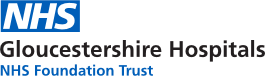 NHS
Gloucestershire Hospitals
NHS Foundation Trust